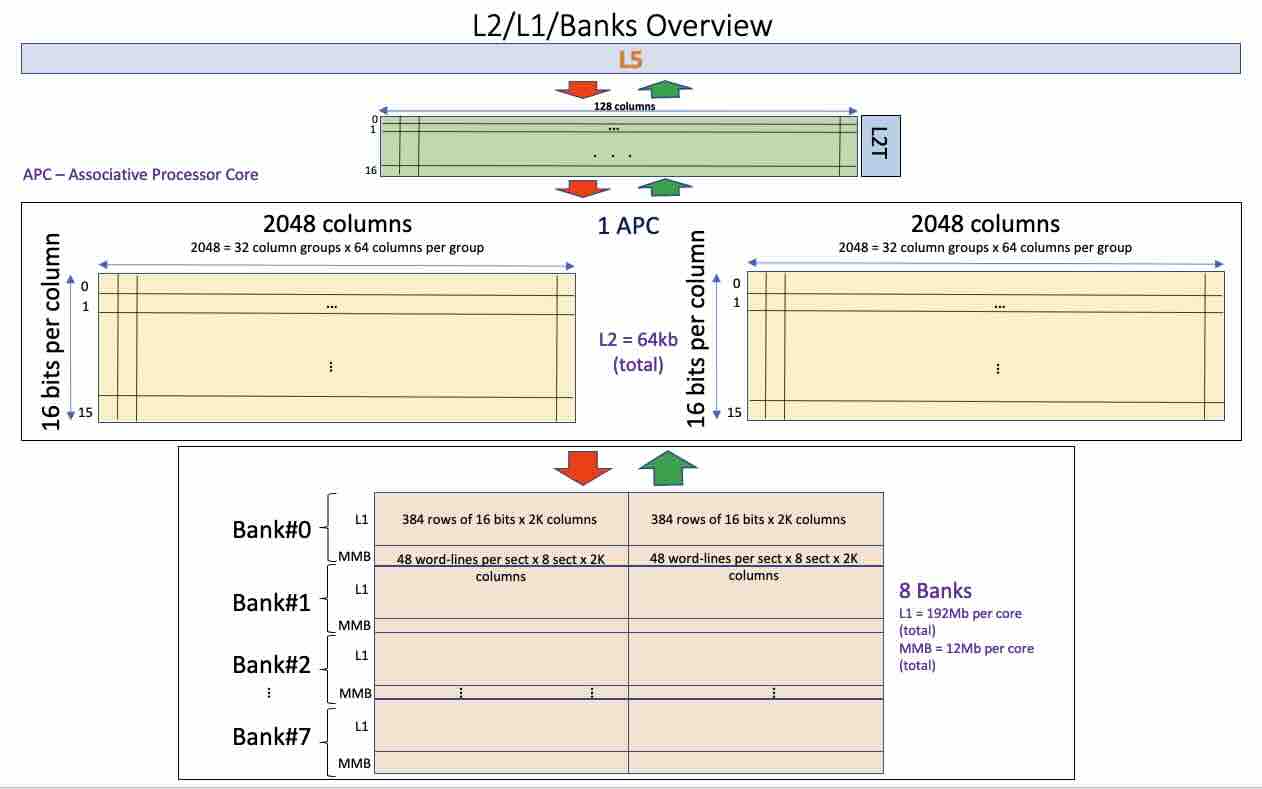 L2/L1/Banks Overview
L5
128 columns
0
1
...
. . .
16
L2T
APC – Associative Processor Core
1 APC
2048 columns
2048 = 32 column groups x 64 columns per group
16 bits per column
0
1
...
⋮
15
L2 = 64kb
(total)
2048 columns
2048 = 32 column groups x 64 columns per group
16 bits per column
0
1
...
⋮
15
Bank#0
L1
384 rows of 16 bits x 2K columns
384 rows of 16 bits x 2K columns
MMB
48 word-lines per sect x 8 sect x 2K
columns
48 word-lines per sect x 8 sect x 2K
columns
Bank#1
L1
MMB
Bank#2
L1
⋮
MMB
⋮
⋮
⋮
Bank#7
L1
MMB
8 Banks
L1 = 192Mb per core
(total)
MMB = 12Mb per core
(total)